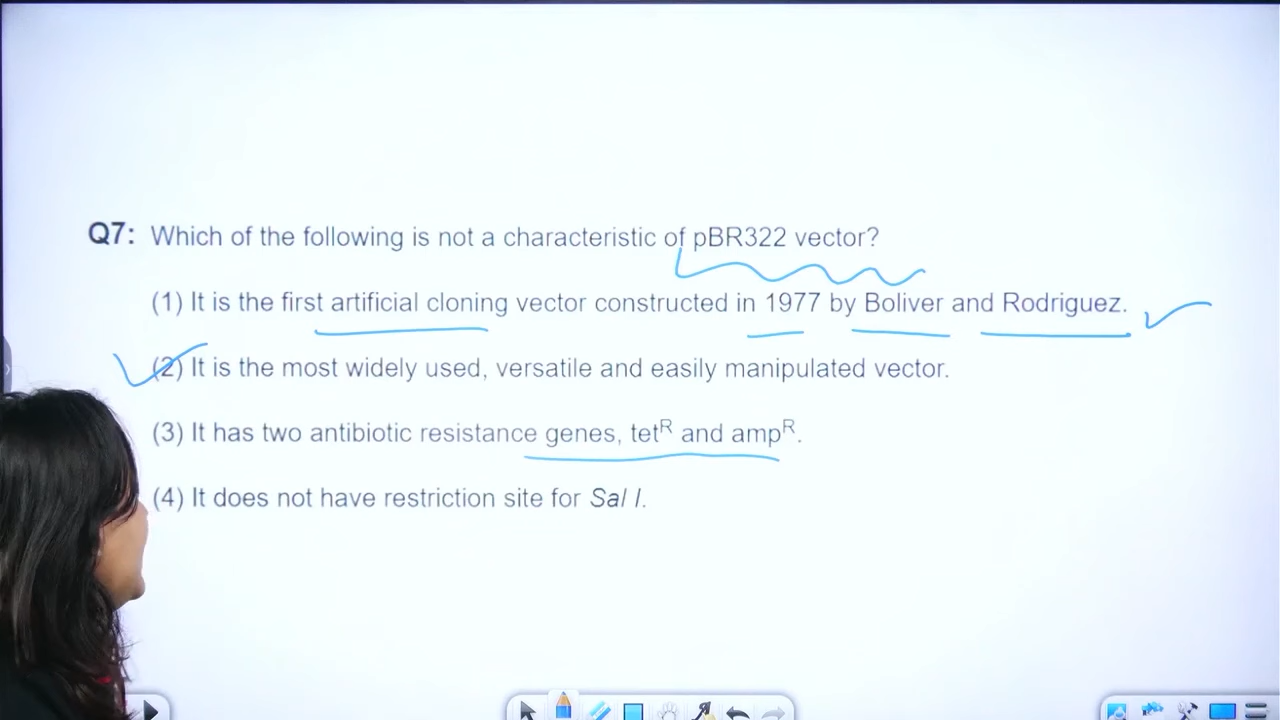 Q7: Which of the following is not a characteristic of pBR322 vector?
(1) It is the first artificial cloning vector constructed in 1977 by Boliver and Rodriguez.
(2) It is the most widely used, versatile and easily manipulated vector.
(3) It has two antibiotic resistance genes, tetᴿ and ampᴿ.
(4) It does not have restriction site for Sal I.